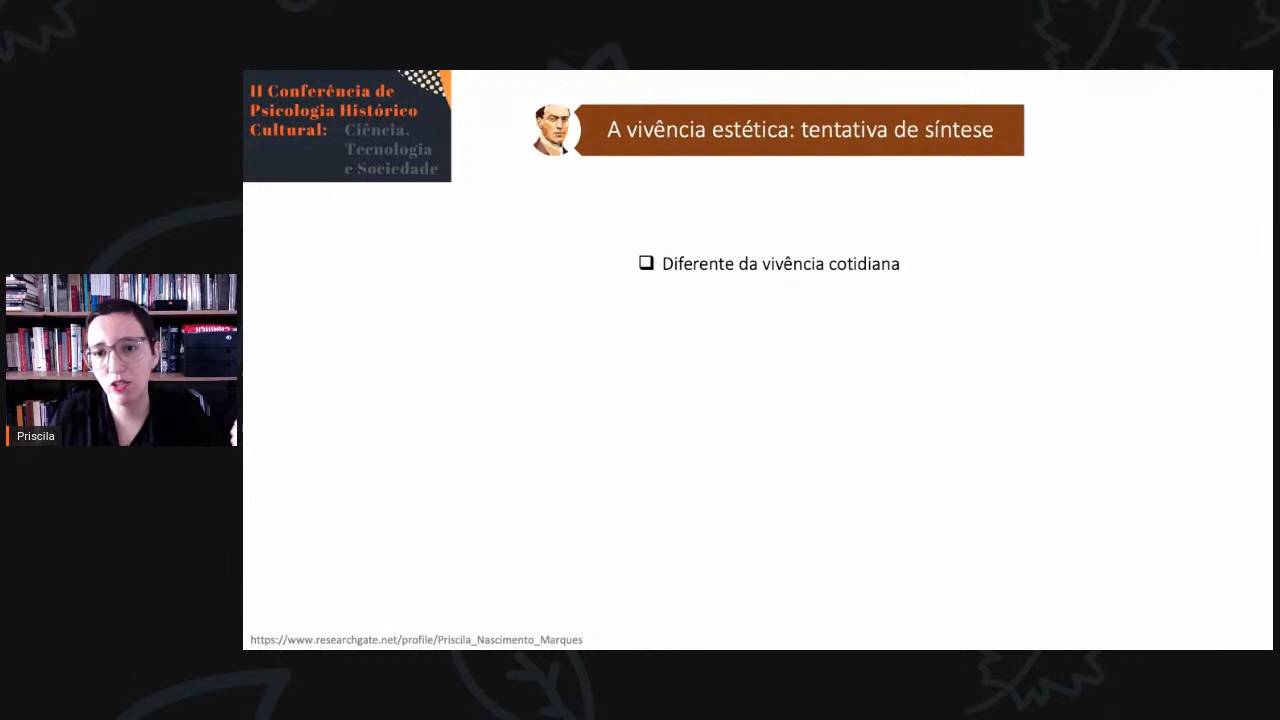 II Conferência de
Psicologia Histórico
Cultural: Ciência,
Tecnologia
e Sociedade
A vivência estética: tentativa de síntese
Diferente da vivência cotidiana
Priscila
https://www.researchgate.net/profile/Priscila_Nascimento_Marques